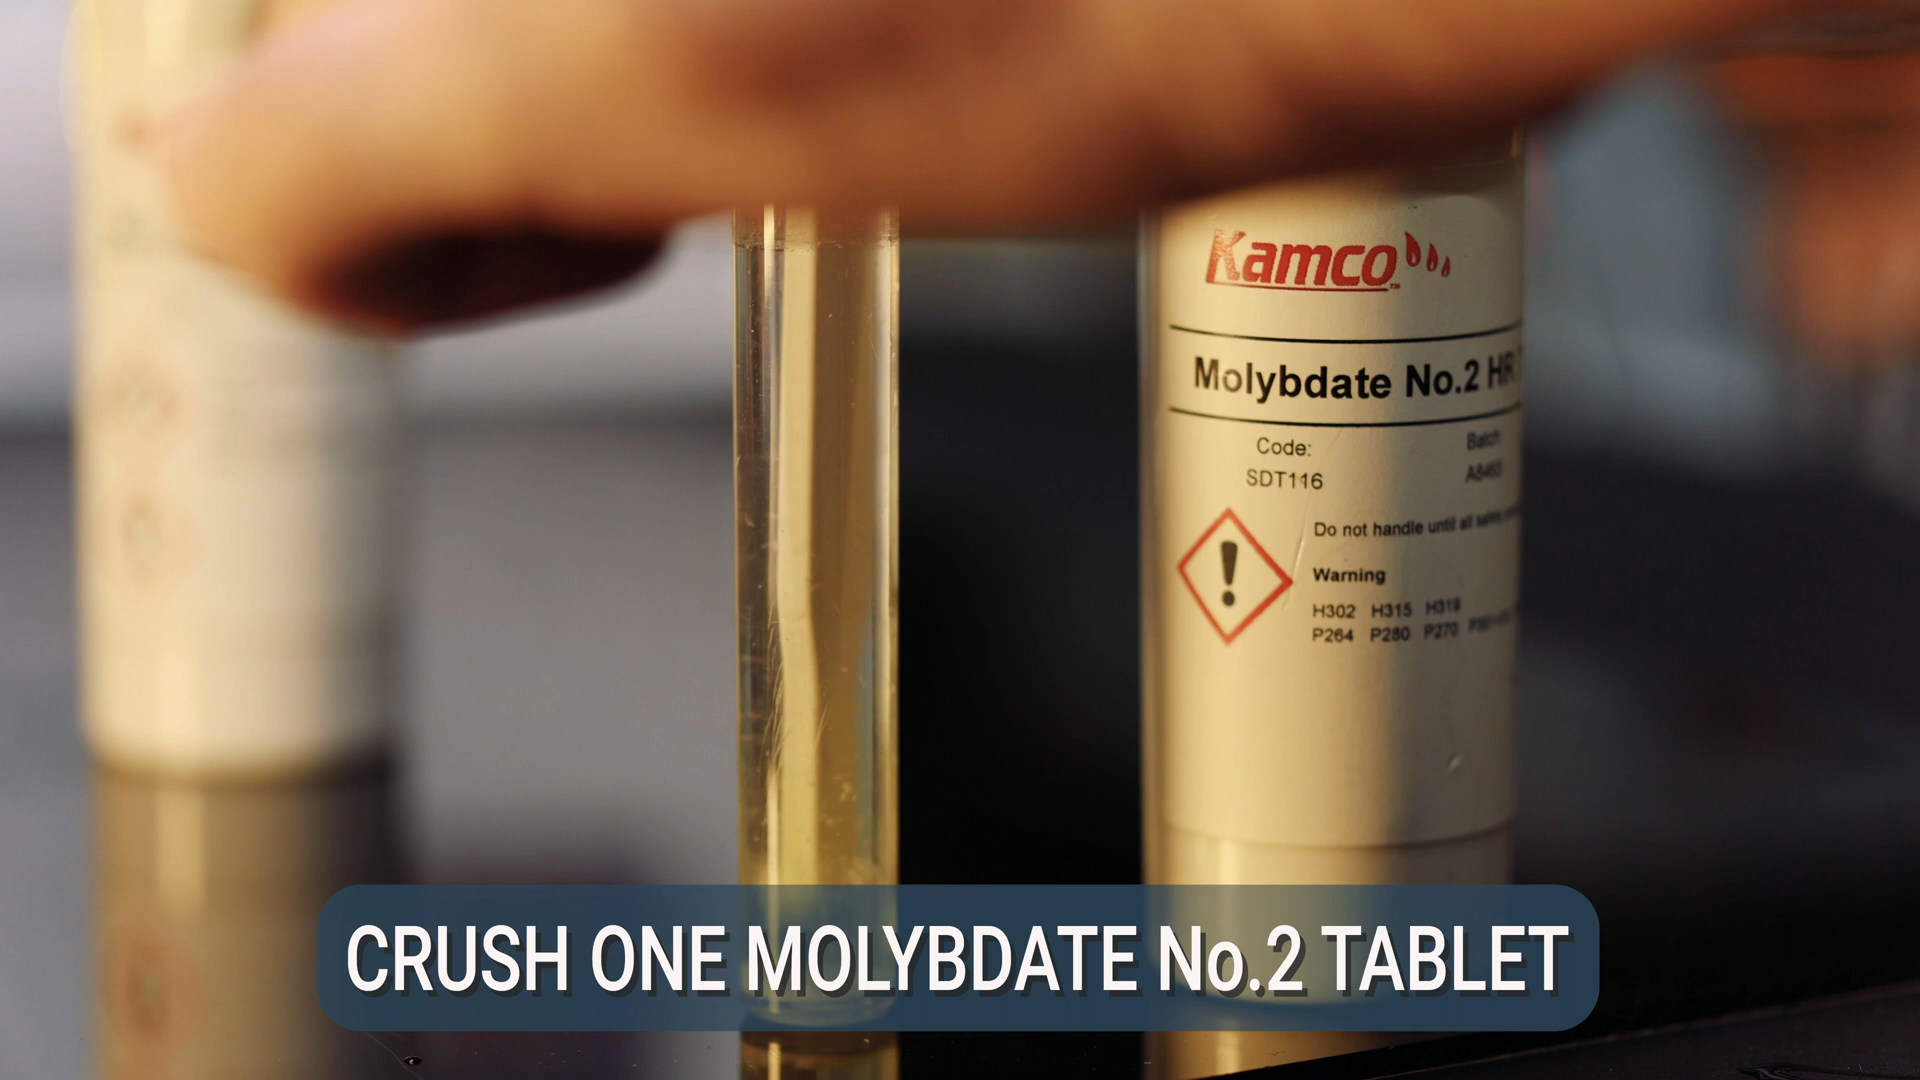 Kamco
Molybdate No.2 HR
Code:
Batch:
SDT116
Do not handle until all safety
Warning
H302 H315 H319
P264 P280 P270
CRUSH ONE MOLYBDATE No.2 TABLET